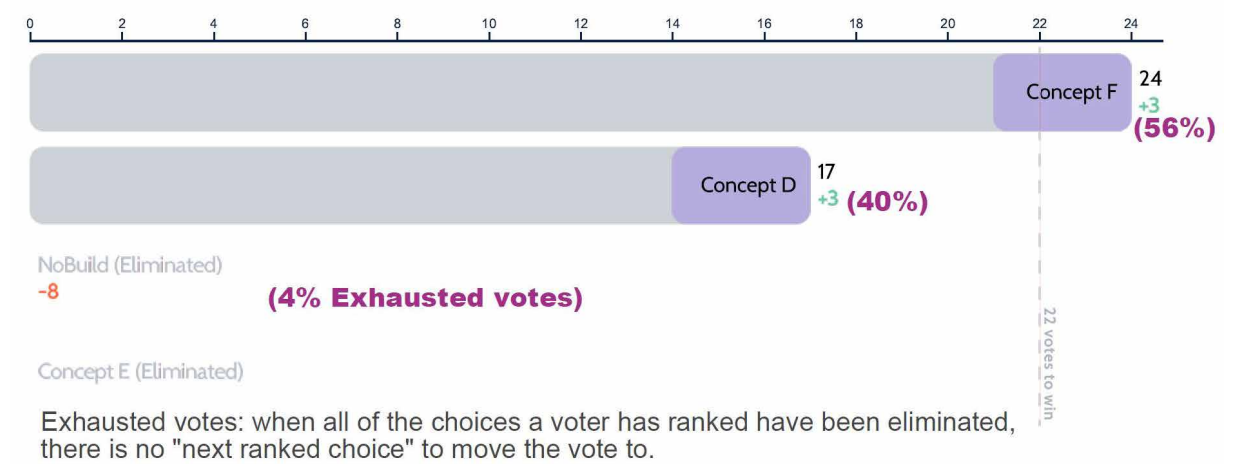 0 2 4 6 8 10 12 14 16 18 20 22 24
Concept F 24
+3
(56%)
Concept D 17
+3 (40%)
NoBuild (Eliminated)
-8
(4% Exhausted votes)
22 votes to win
Concept E (Eliminated)
Exhausted votes: when all of the choices a voter has ranked have been eliminated,
there is no "next ranked choice" to move the vote to.